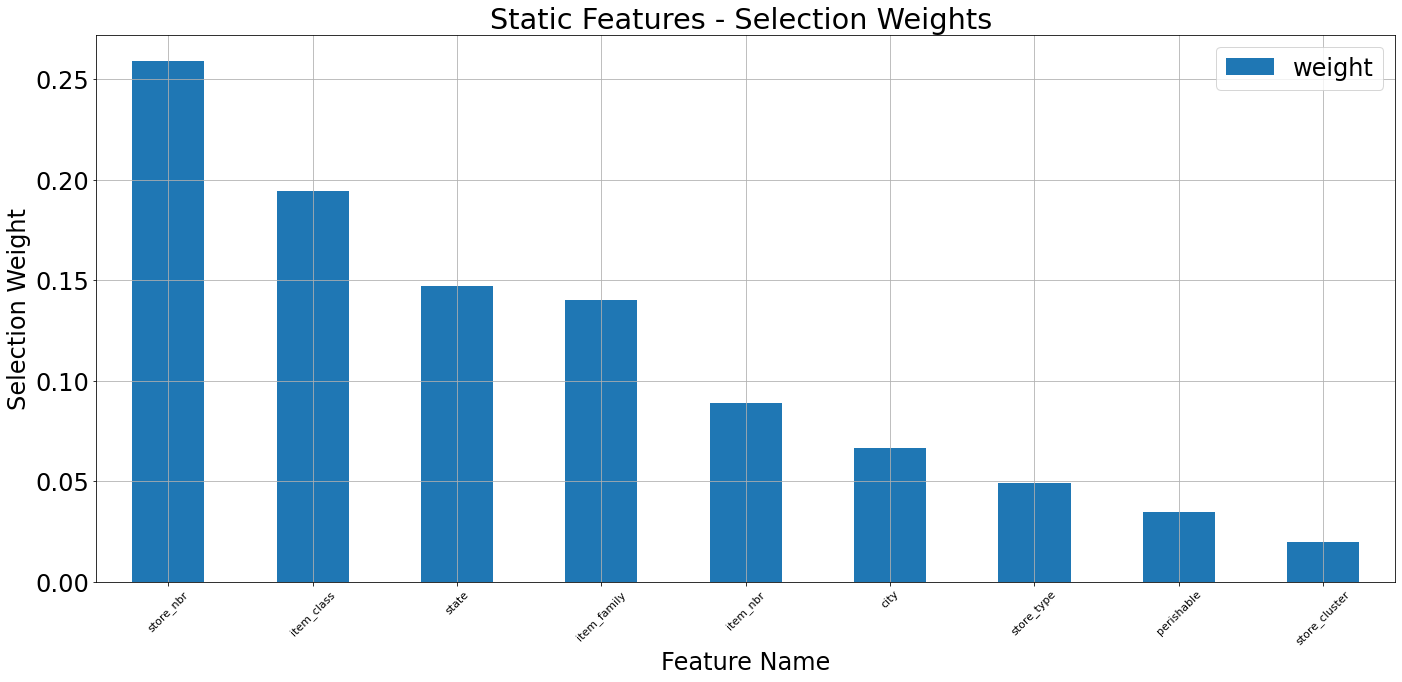 Static Features - Selection Weights
weight
Selection Weight
0.25
0.20
0.15
0.10
0.05
0.00
store_nbr
item_class
state
item_family
item_nbr
city
store_type
perishable
store_cluster
Feature Name